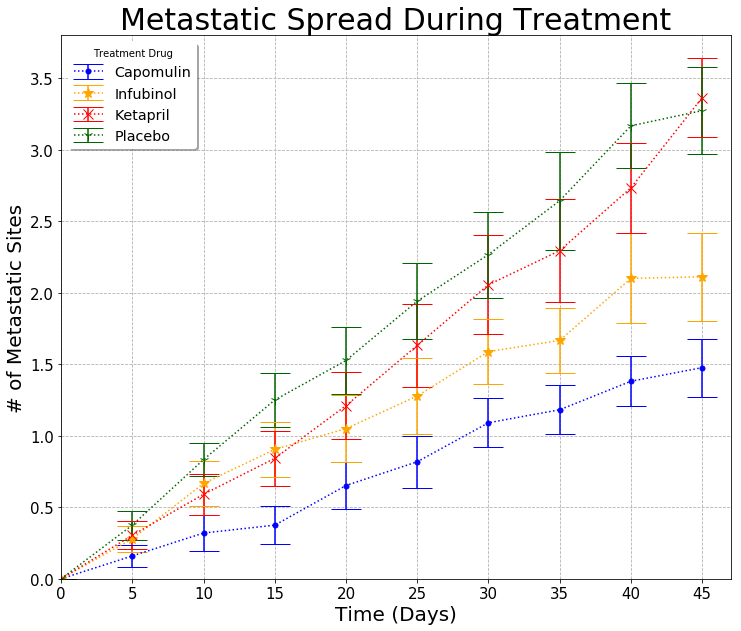 Metastatic Spread During Treatment
Treatment Drug
Capomulin
Infubinol
Ketapril
Placebo
# of Metastatic Sites
3.5
3.0
2.5
2.0
1.5
1.0
0.5
0.0
0 5 10 15 20 25 30 35 40 45
Time (Days)